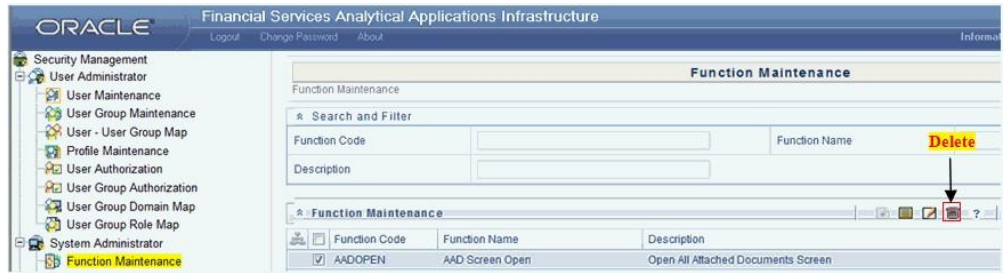 ORACLE®
Financial Services Analytical Applications Infrastructure
Logout Change Password About
Informat
Security Management
User Administrator
User Maintenance
User Group Maintenance
User - User Group Map
Profile Maintenance
User Authorization
User Group Authorization
User Group Domain Map
User Group Role Map
System Administrator
Function Maintenance
Function Maintenance
Function Maintenance
Search and Filter
Function Code Function Name
Delete
Description
Function Maintenance ?
Function Code Function Name Description
AADOPEN AAD Screen Open Open All Attached Documents Screen